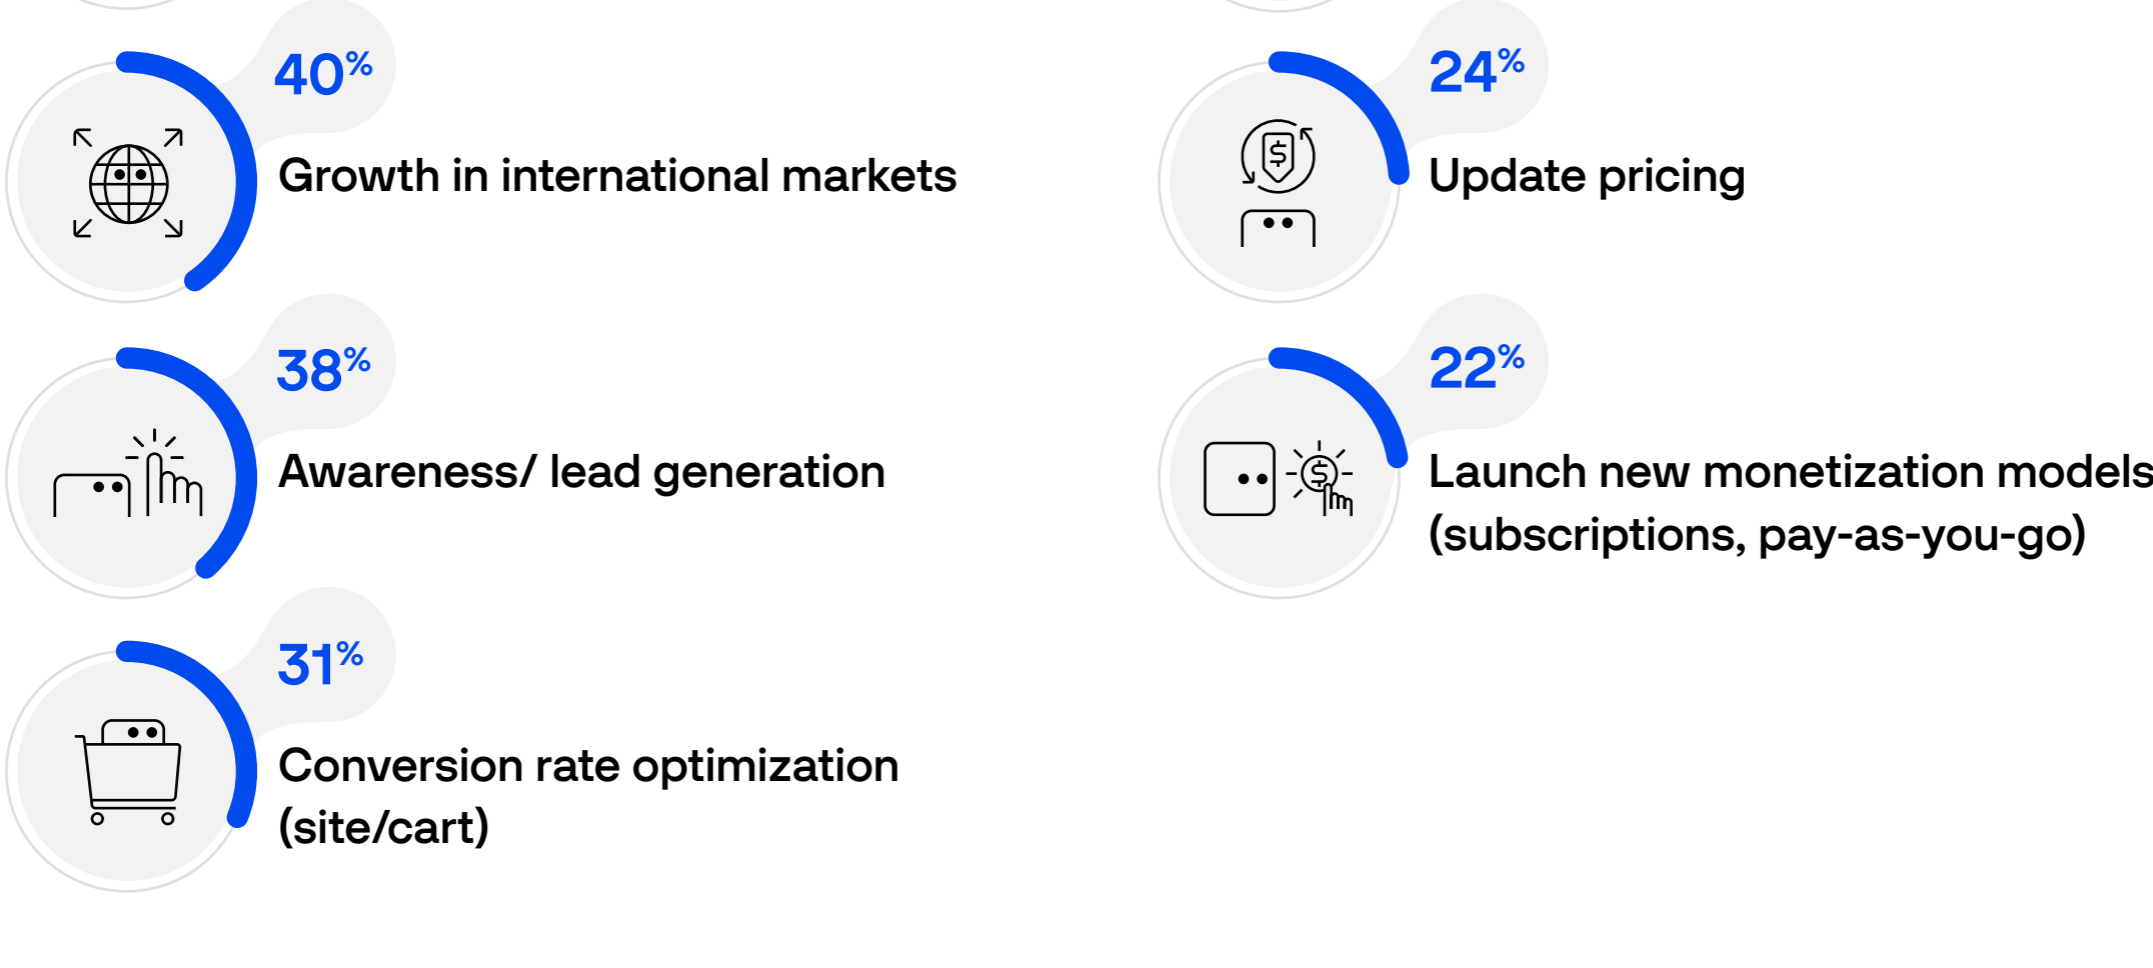 40%
Growth in international markets
38%
Awareness/ lead generation
31%
Conversion rate optimization
(site/cart)
24%
Update pricing
22%
Launch new monetization models
(subscriptions, pay-as-you-go)